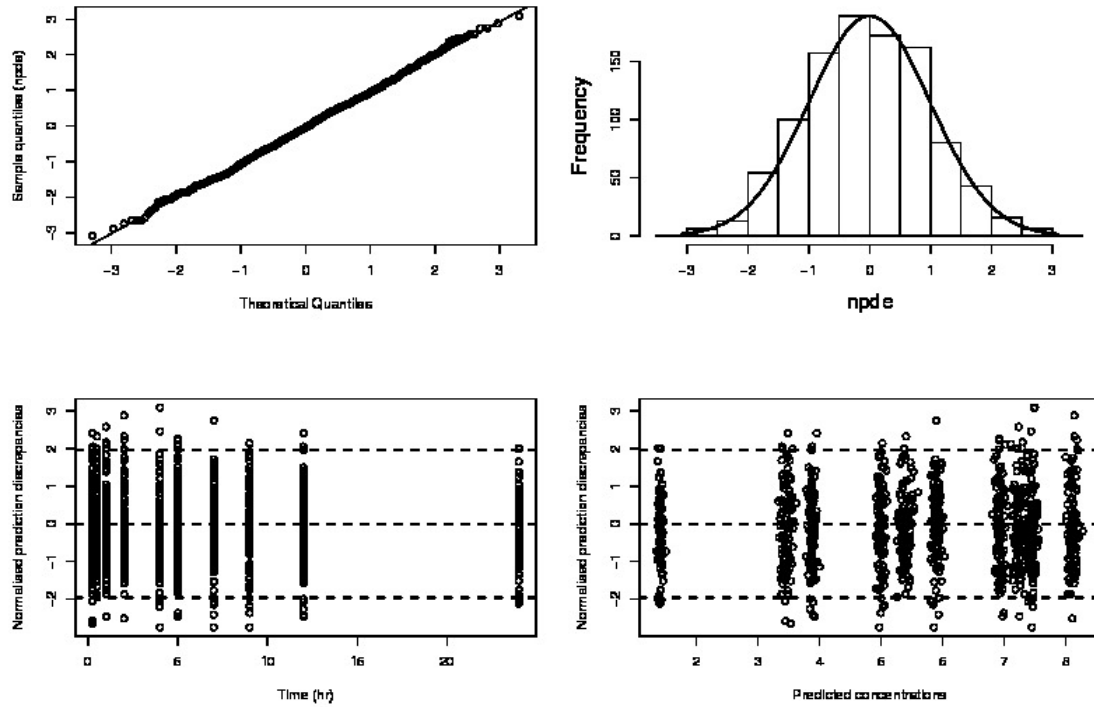 Sample quantiles (npde)
3
2
1
0
−1
−2
−3
−3 −2 −1 0 1 2 3
Theoretical Quantiles
Frequency
150
100
50
0
−3 −2 −1 0 1 2 3
npde
Normalised prediction discrepancies
3
2
1
0
−1
−2
0 5 10 15 20
Time (hr)
Normalised prediction discrepancies
3
2
1
0
−1
−2
2 3 4 5 6 7 8
Predicted concentrations